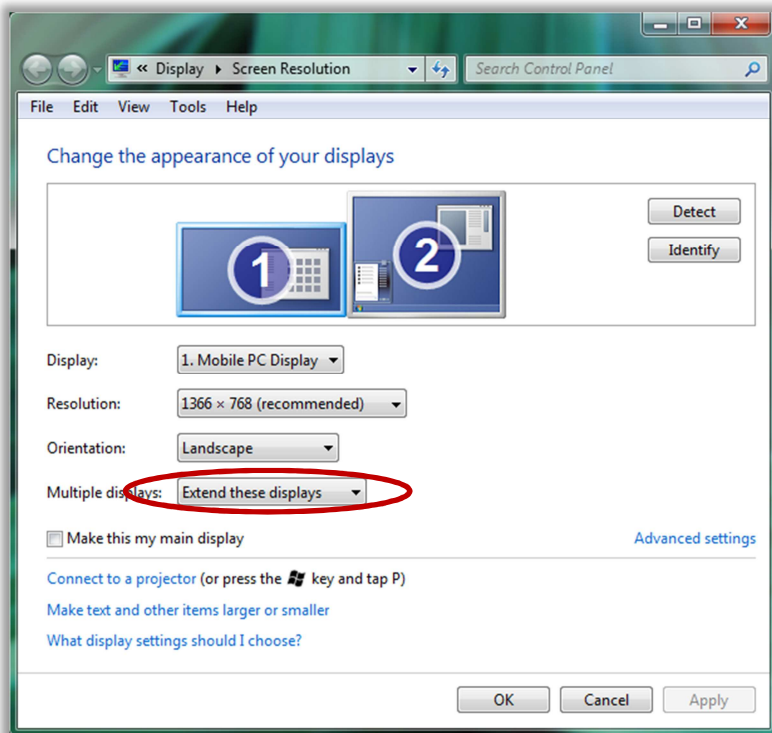 « Display ▸ Screen Resolution Search Control Panel
File Edit View Tools Help
Change the appearance of your displays
1 2
Detect
Identify
Display: 1. Mobile PC Display
Resolution: 1366 × 768 (recommended)
Orientation: Landscape
Multiple displays: Extend these displays
Make this my main display Advanced settings
Connect to a projector (or press the key and tap P)
Make text and other items larger or smaller
What display settings should I choose?
OK Cancel Apply